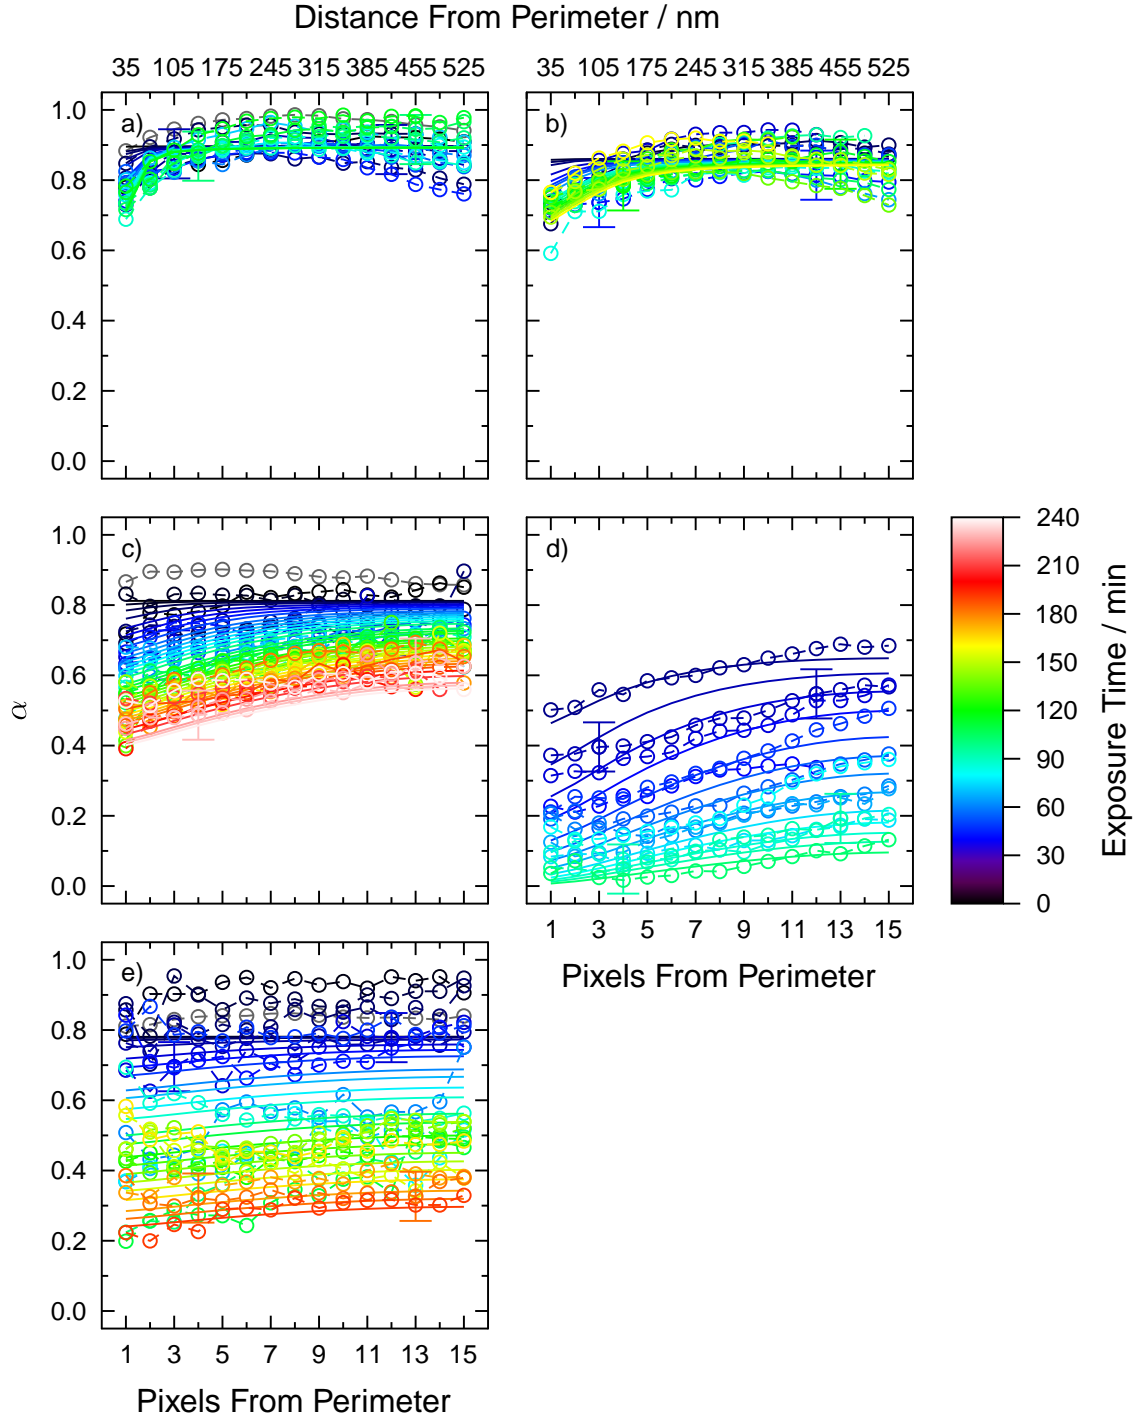 Distance From Perimeter / nm
35 105 175 245 315 385 455 525
35 105 175 245 315 385 455 525
a)
b)
1.0
0.8
0.6
0.4
0.2
0.0
c)
d)
1.0
0.8
0.6
0.4
0.2
0.0
α
240
210
180
150
120
90
60
30
0
Exposure Time / min
1 3 5 7 9 11 13 15
Pixels From Perimeter
e)
1.0
0.8
0.6
0.4
0.2
0.0
1 3 5 7 9 11 13 15
Pixels From Perimeter